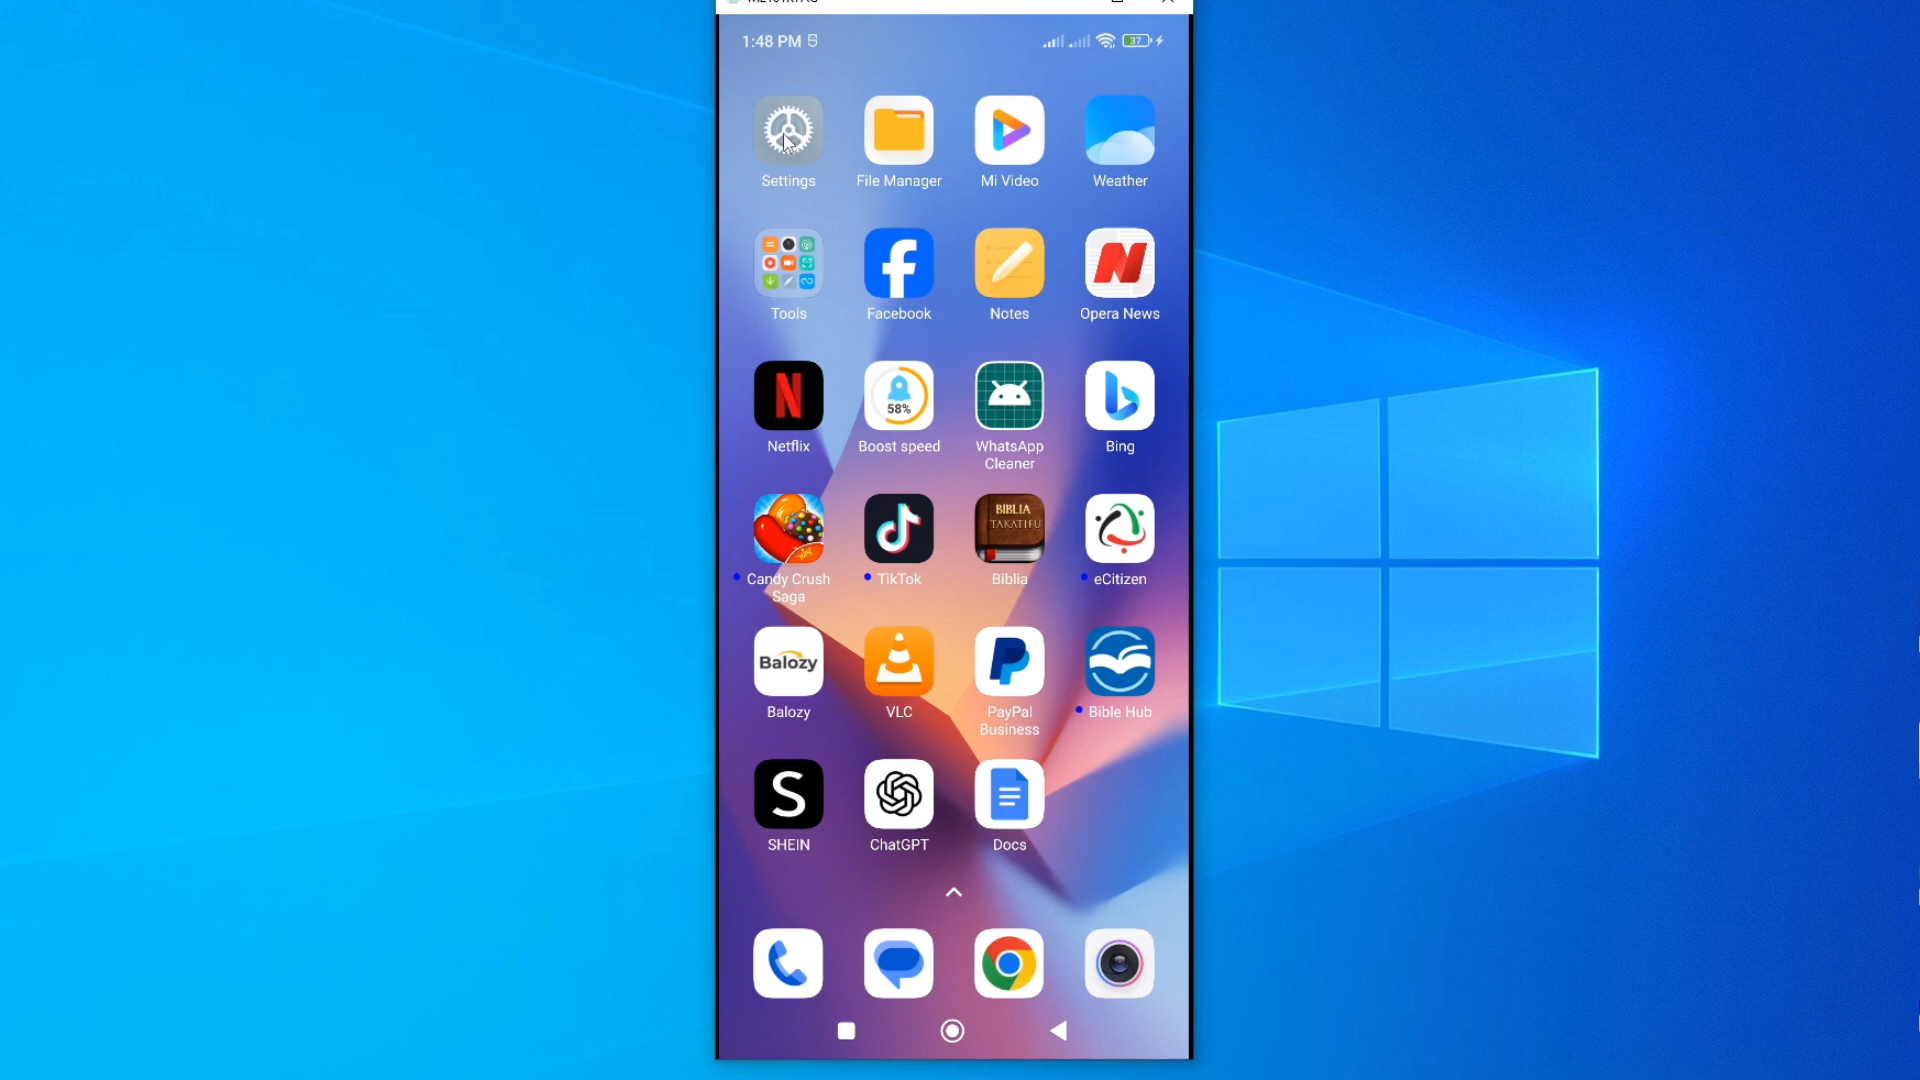 1:48 PM
37
Settings
File Manager
Mi Video
Weather
Tools
Facebook
Notes
Opera News
58%
Netflix
Boost speed
WhatsApp
Cleaner
Bing
BIBLIA
TAKATIFU
Candy Crush
Saga
TikTok
Biblia
eCitizen
Balozy
Balozy
VLC
PayPal
Business
Bible Hub
SHEIN
ChatGPT
Docs